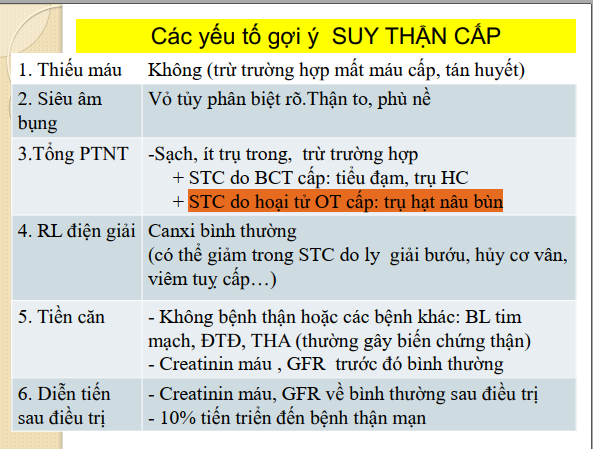 Các yếu tố gợi ý  SUY THẬN CẤP
1. Thiếu máu
Không (trừ trường hợp mất máu cấp, tán huyết)
2. Siêu âm
bụng
Vỏ tủy phân biệt rõ.Thận to, phù nề
3.Tổng PTNT
-Sạch, ít trụ trong,  trừ trường hợp
+ STC do BCT cấp: tiểu đạm, trụ HC
+ STC do hoại tử OT cấp: trụ hạt nâu bùn
4. RL điện giải
Canxi bình thường
(có thể giảm trong STC do ly  giải bướu, hủy cơ vân,
viêm tuỵ cấp…)
5. Tiền căn
- Không bệnh thận hoặc các bệnh khác: BL tim
mạch, ĐTĐ, THA (thường gây biến chứng thận)
- Creatinin máu , GFR  trước đó bình thường
6. Diễn tiến
sau điều trị
- Creatinin máu, GFR về bình thường sau điều trị
- 10% tiến triển đến bệnh thận mạn